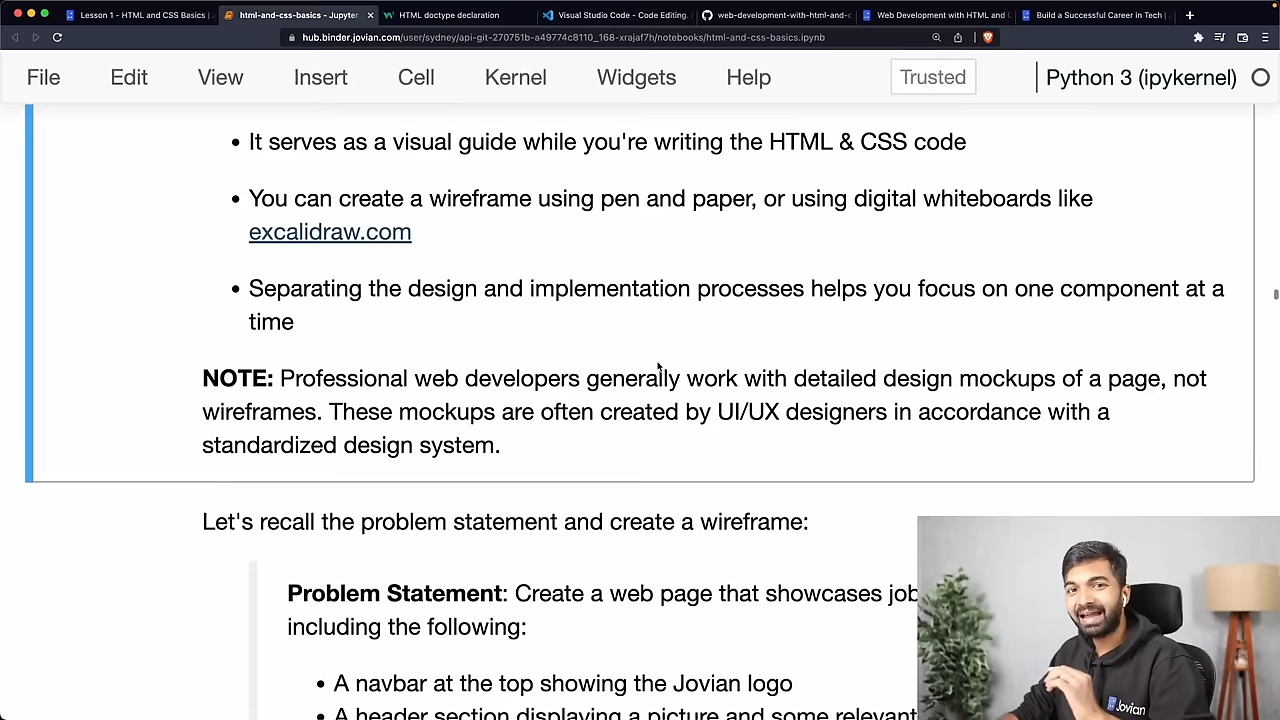 Lesson 1 - HTML and CSS Basics |
html-and-css-basics - Jupyter
HTML doctype declaration
Visual Studio Code - Code Editing.
web-development-with-html-and-c
Web Development with HTML and C
Build a Successful Career in Tech |
hub.binder.jovian.com/user/sydney/api-git-270751b-a49774c8110_168-xrajaf7h/notebooks/html-and-css-basics.ipynb
File Edit View Insert Cell Kernel Widgets Help Trusted Python 3 (ipykernel)
• It serves as a visual guide while you're writing the HTML & CSS code
• You can create a wireframe using pen and paper, or using digital whiteboards like
excalidraw.com
• Separating the design and implementation processes helps you focus on one component at a
time
NOTE: Professional web developers generally work with detailed design mockups of a page, not
wireframes. These mockups are often created by UI/UX designers in accordance with a
standardized design system.
Let's recall the problem statement and create a wireframe:
Problem Statement: Create a web page that showcases job
including the following:
• A navbar at the top showing the Jovian logo
• A header section displaying a picture and some relevant
Jovian